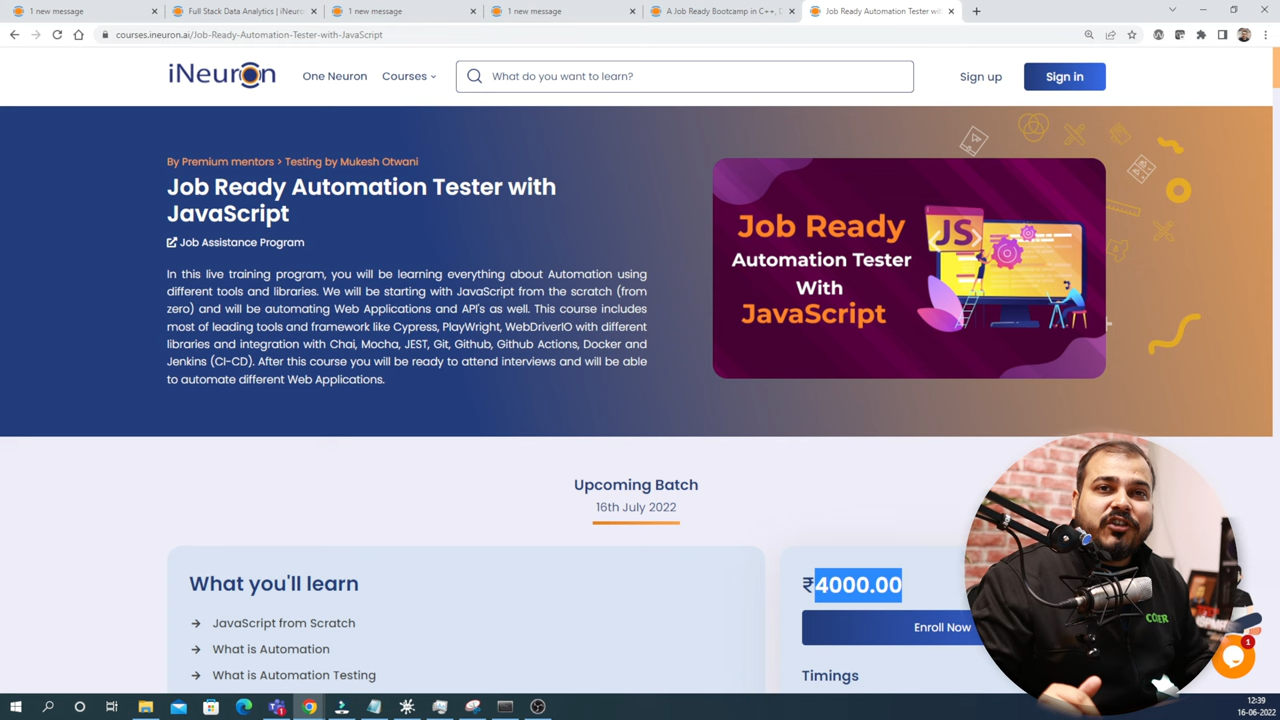 1 new message
Full Stack Data Analytics | iNeuro
1 new message
1 new message
A Job Ready Bootcamp in C++, D
Job Ready Automation Tester wit
courses.ineuron.ai/Job-Ready-Automation-Tester-with-JavaScript
iNeuron
One Neuron
Courses
What do you want to learn?
Sign up
Sign in
By Premium mentors > Testing by Mukesh Otwani
Job Ready Automation Tester with
JavaScript
Job Assistance Program
In this live training program, you will be learning everything about Automation using
different tools and libraries. We will be starting with JavaScript from the scratch (from
zero) and will be automating Web Applications and API's as well. This course includes
most of leading tools and framework like Cypress, PlayWright, WebDriverIO with different
libraries and integration with Chai, Mocha, JEST, Git, Github, Github Actions, Docker and
Jenkins (CI-CD). After this course you will be ready to attend interviews and will be able
to automate different Web Applications.
Job Ready
Automation Tester
With
JavaScript
JS
Upcoming Batch
16th July 2022
What you'll learn
JavaScript from Scratch
What is Automation
What is Automation Testing
₹4000.00
Enroll Now
Timings
1
12:39
16-06-2022